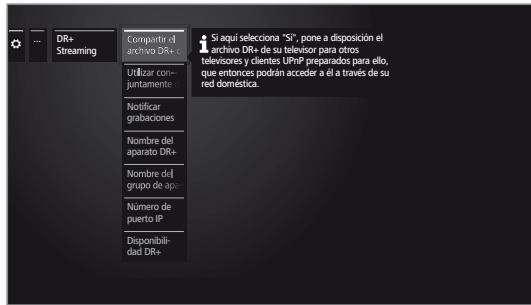 ... DR+
Streaming
Compartir el
archivo DR+ c
Utilizar con-
juntamente
Notificar
grabaciones
Nombre del
aparato DR+
Nombre del
grupo de apa-
Número de
puerto IP
Disponibili-
dad DR+
Si aquí selecciona "Sí", pone a disposición el
archivo DR+ de su televisor para otros
televisores y clientes UPnP preparados para ello,
que entonces podrán acceder a él a través de su
red doméstica.